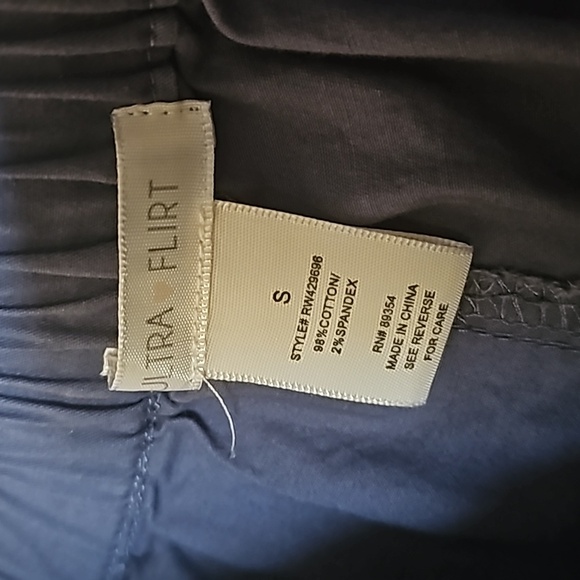 ULTRA FLIRT
S
STYLE# RW429696
98%COTTON/
2%SPANDEX
RN# 89354
MADE IN CHINA
SEE REVERSE
FOR CARE